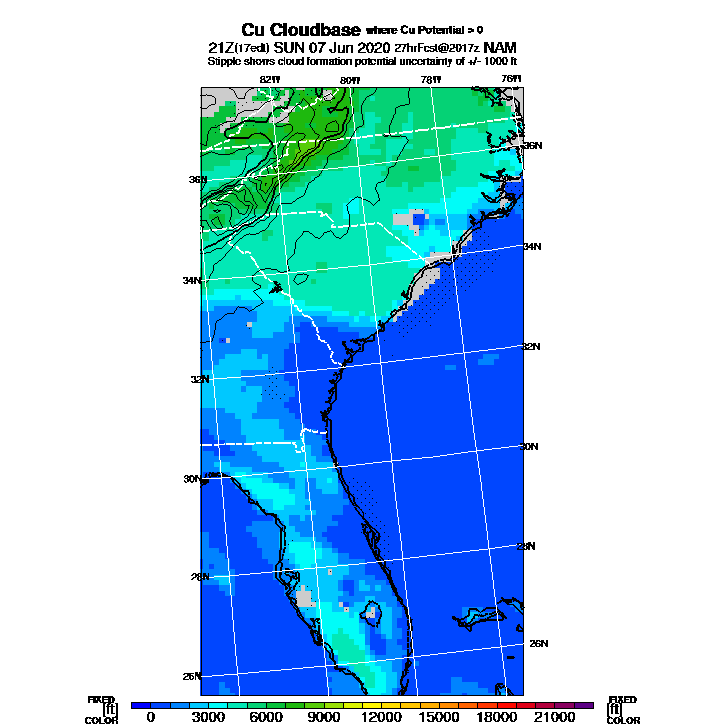 Cu Cloudbase where Cu Potential > 0
21Z(17edt) SUN 07 Jun 2020 27hrFcst@2017z NAM
Stipple shows cloud formation potential uncertainty of +/- 1000 ft
82W 80W 78W 76W
36N
36N
34N
34N
32N
32N
30N
30N
28N
28N
26N
26N
FIXED FIXED
[ft] [ft]
COLOR COLOR
0 3000 6000 9000 12000 15000 18000 21000